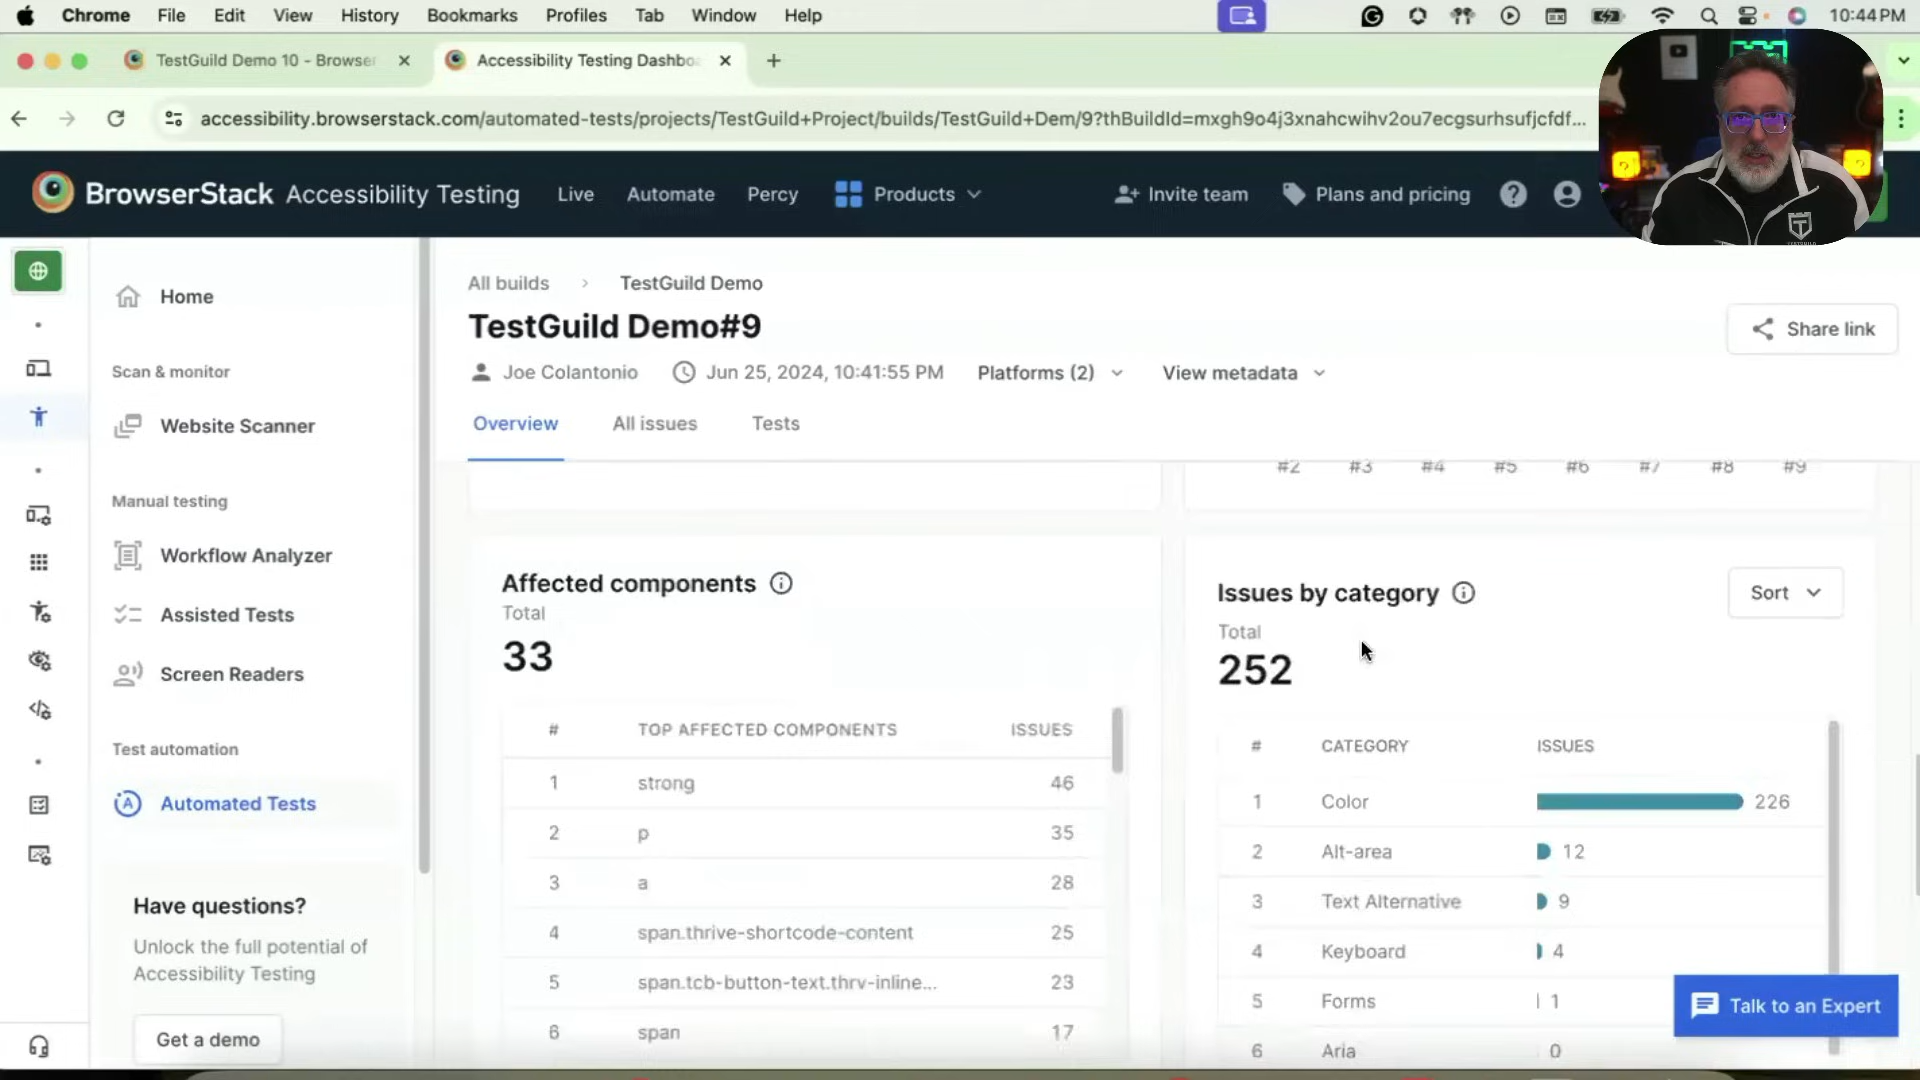 Chrome File Edit View History Bookmarks Profiles Tab Window Help 10:44 PM
TestGuild Demo 10 - Browser
Accessibility Testing Dashbo
accessibility.browserstack.com/automated-tests/projects/TestGuild+Project/builds/TestGuild+Dem/9?thBuildId=mxgh9o4j3xnahcwihv2ou7ecgsurhsufjcfdf...
BrowserStack Accessibility Testing Live Automate Percy Products Invite team Plans and pricing
Home
Scan & monitor
Website Scanner
Manual testing
Workflow Analyzer
Assisted Tests
Screen Readers
Test automation
Automated Tests
Have questions?
Unlock the full potential of
Accessibility Testing
Get a demo
All builds > TestGuild Demo
TestGuild Demo#9
Share link
Joe Colantonio Jun 25, 2024, 10:41:55 PM Platforms (2) View metadata
Overview All issues Tests
#2 #3 #4 #5 #6 #7 #8 #9
Affected components
Total
33
# TOP AFFECTED COMPONENTS ISSUES
1 strong 46
2 p 35
3 a 28
4 span.thrive-shortcode-content 25
5 span.tcb-button-text.thrv-inline... 23
6 span 17
Issues by category
Sort
Total
252
# CATEGORY ISSUES
1 Color 226
2 Alt-area 12
3 Text Alternative 9
4 Keyboard 4
5 Forms 1
6 Aria 0
Talk to an Expert